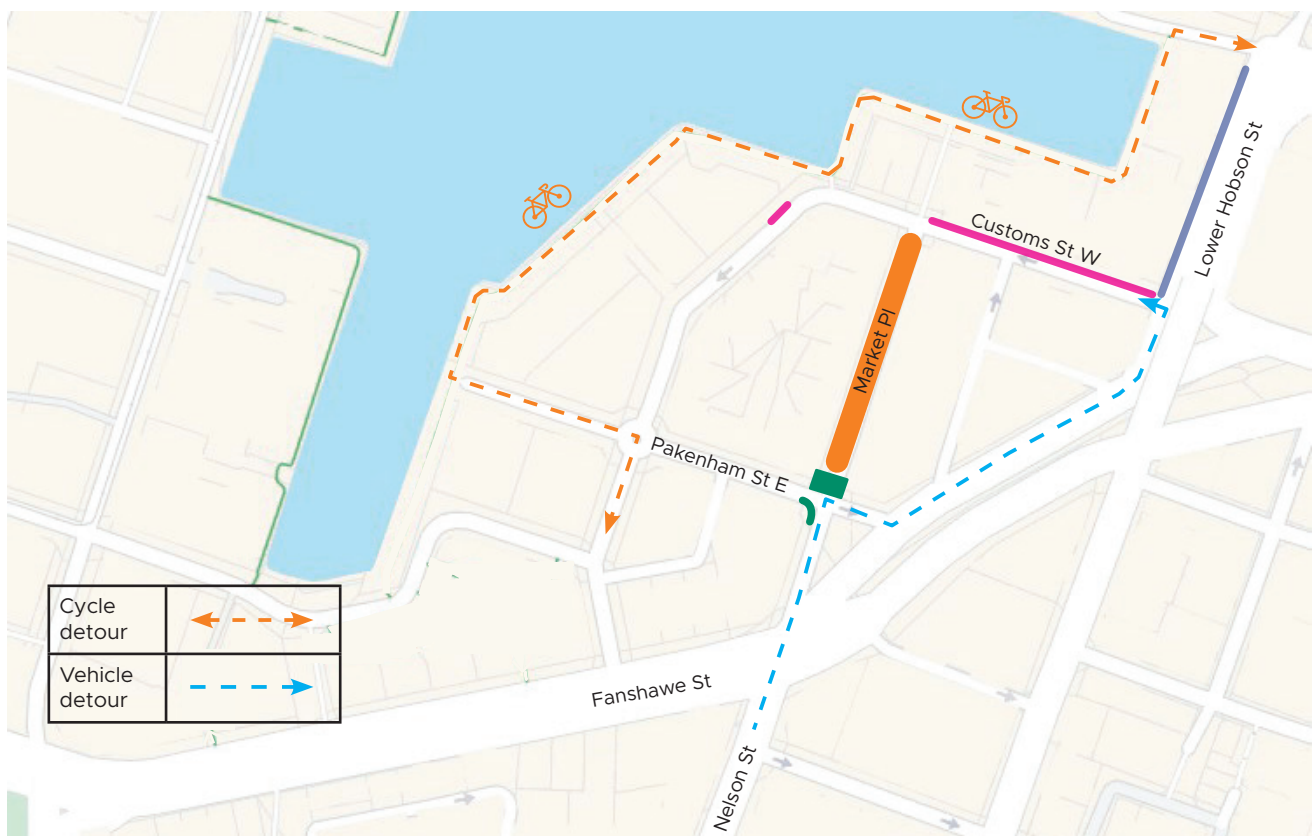 Lower Hobson St
Customs St W
Market Pl
Pakenham St E
Cycle
detour
Vehicle
detour
Fanshawe St
Nelson St